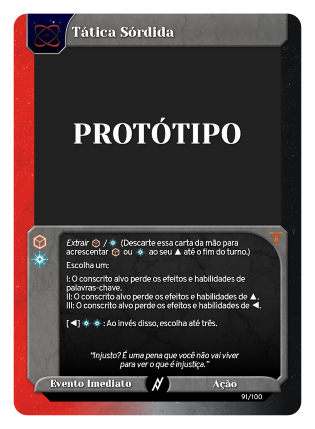 Tática Sórdida
PROTÓTIPO
Extrair / (Descarte essa carta da mão para
acrescentar ou ao seu ▲ até o fim do turno.)
Escolha um:
I: O conscrito alvo perde os efeitos e habilidades de
palavras-chave.
II: O conscrito alvo perde os efeitos e habilidades de ▲.
III: O conscrito alvo perde os efeitos e habilidades de ◀.
[◀] : Ao invés disso, escolha até três.
"Injusto? É uma pena que você não vai viver
para ver o que é injustiça."
Evento Imediato
Ação
91/100